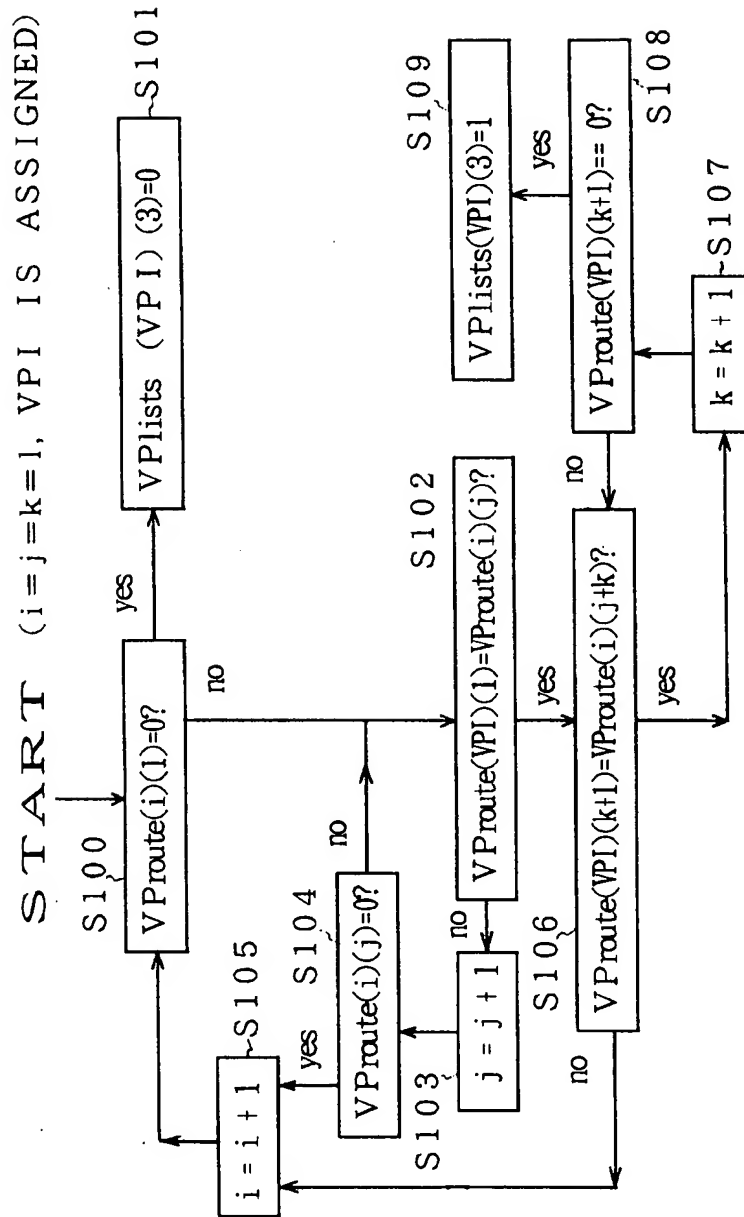 START (i=j=k=1, VPI IS ASSIGNED)
S100
VProute(i)(1)=0?
yes
S101
VPlists (VPI) (3)=0
no
S105
i = i + 1
yes
S104
VProute(i)(j)=0?
no
S103
j = j + 1
no
S102
VProute(VPI)(1)=VProute(i)(j)?
yes
S106
VProute(VPI)(k+1)=VProute(i)(j+k)?
no
yes
S107
k = k + 1
S108
VProute(VPI)(k+1)== 0?
no
yes
S109
VPlists(VPI)(3)=1